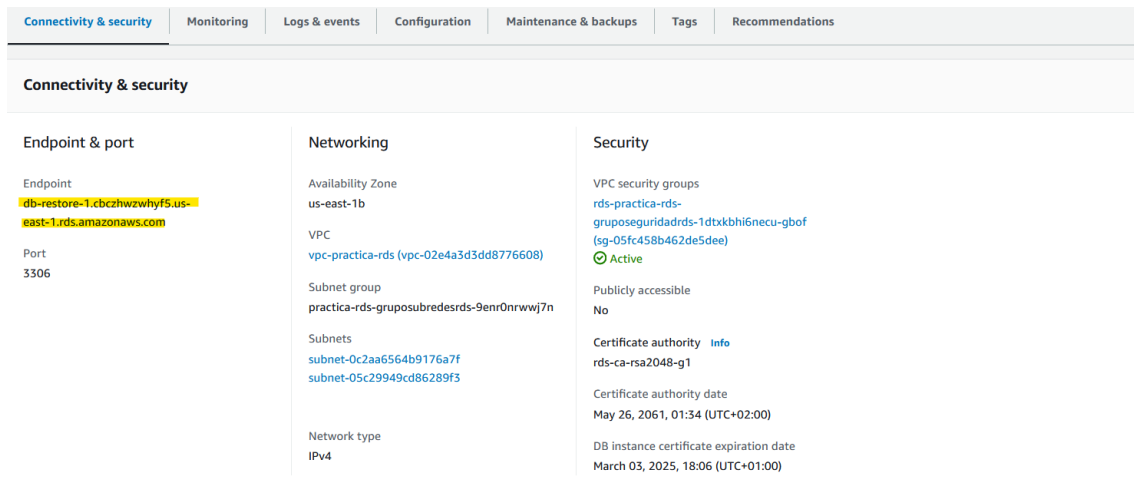 Connectivity & security
Monitoring
Logs & events
Configuration
Maintenance & backups
Tags
Recommendations
Connectivity & security
Endpoint & port
Endpoint
db-restore-1.cbczhwzwhyf5.us-
east-1.rds.amazonaws.com
Port
3306
Networking
Availability Zone
us-east-1b
VPC
vpc-practica-rds (vpc-02e4a3d3dd8776608)
Subnet group
practica-rds-gruposubredesrds-9enr0nrwwj7n
Subnets
subnet-0c2aa6564b9176a7f
subnet-05c29949cd86289f3
Network type
IPv4
Security
VPC security groups
rds-practica-rds-
gruposeguridadrds-1dtxkbhi6necu-gbof
(sg-05fc458b462de5dee)
Active
Publicly accessible
No
Certificate authority Info
rds-ca-rsa2048-g1
Certificate authority date
May 26, 2061, 01:34 (UTC+02:00)
DB instance certificate expiration date
March 03, 2025, 18:06 (UTC+01:00)